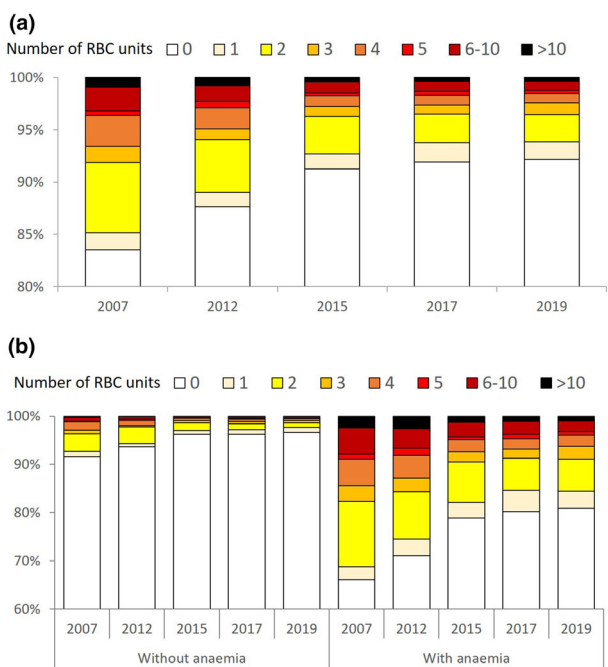 (a)
Number of RBC units 0 1 2 3 4 5 6-10 >10
100%
95%
90%
85%
80%
2007 2012 2015 2017 2019
(b)
Number of RBC units 0 1 2 3 4 5 6-10 >10
100%
90%
80%
70%
60%
2007 2012 2015 2017 2019 2007 2012 2015 2017 2019
Without anaemia With anaemia